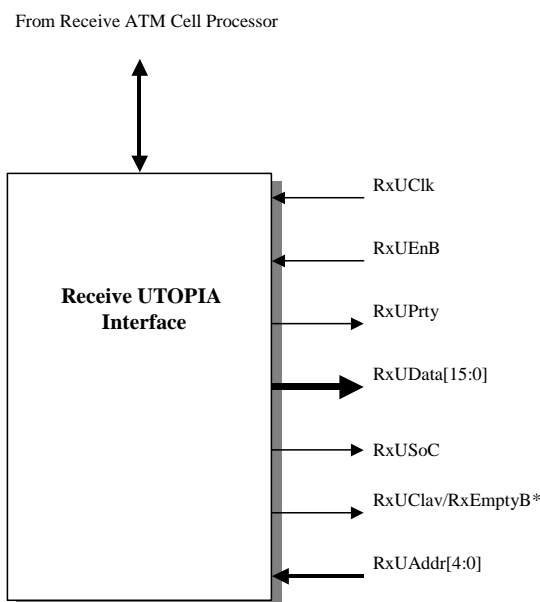 From Receive ATM Cell Processor
RxUClk
RxUEnB
Receive UTOPIA
Interface
RxUPrty
RxUData[15:0]
RxUSoC
RxUClav/RxEmptyB*
RxUAddr[4:0]